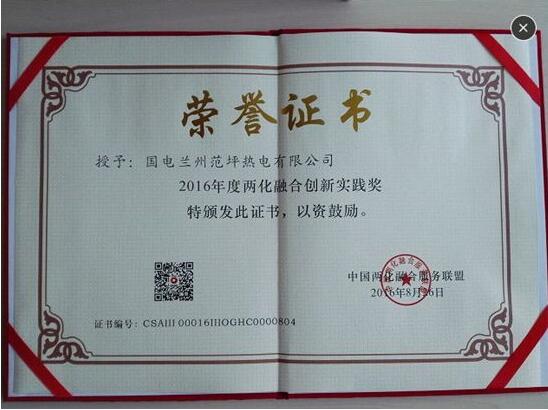 荣誉证书
授予：国电兰州范坪热电有限公司
2016年度两化融合创新实践奖
特颁发此证书，以资鼓励。
中国两化融合服务联盟
2016年8月26日
证书编号：CSAIII 00016IIIOGHC0000804